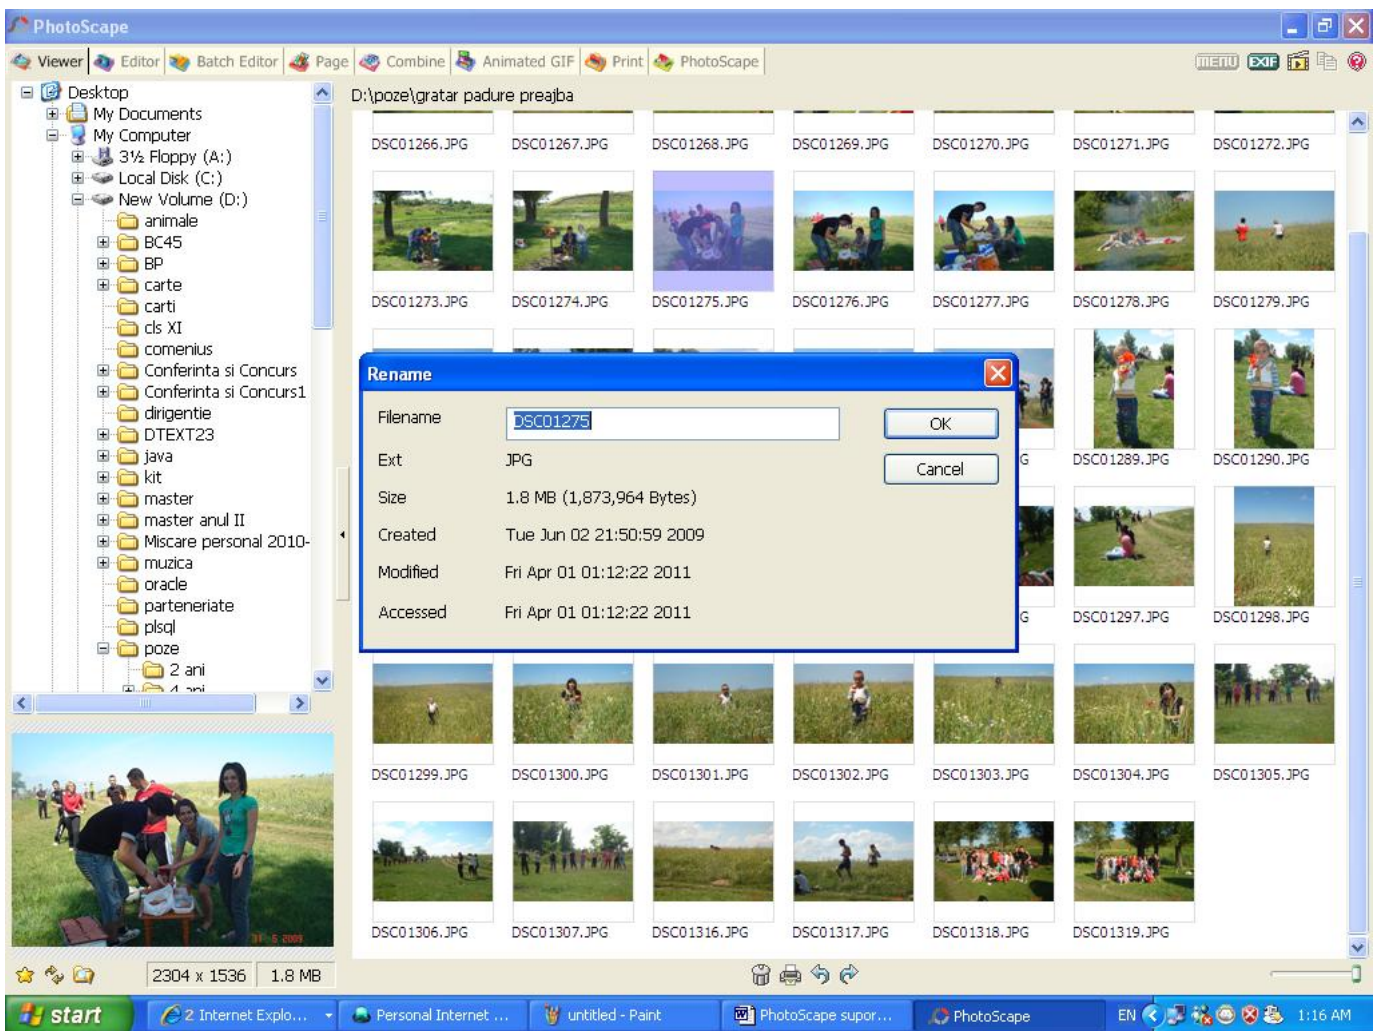 PhotoScape
Viewer Editor Batch Editor Page Combine Animated GIF Print PhotoScape
MENU EXIF
Desktop
My Documents
My Computer
3½ Floppy (A:)
Local Disk (C:)
New Volume (D:)
animale
BC45
BP
carte
carti
cls XI
comenius
Conferinta si Concurs
Conferinta si Concurs1
dirigentie
DTEXT23
java
kit
master
master anul II
Miscare personal 2010-
muzica
oracle
parteneriate
plsql
poze
2 ani
4 ani
D:\poze\gratar padure preajba
DSC01266.JPG DSC01267.JPG DSC01268.JPG DSC01269.JPG DSC01270.JPG DSC01271.JPG DSC01272.JPG
DSC01273.JPG DSC01274.JPG DSC01275.JPG DSC01276.JPG DSC01277.JPG DSC01278.JPG DSC01279.JPG
G DSC01289.JPG DSC01290.JPG
G DSC01297.JPG DSC01298.JPG
Rename
Filename DSC01275 OK
Ext JPG Cancel
Size 1.8 MB (1,873,964 Bytes)
Created Tue Jun 02 21:50:59 2009
Modified Fri Apr 01 01:12:22 2011
Accessed Fri Apr 01 01:12:22 2011
DSC01299.JPG DSC01300.JPG DSC01301.JPG DSC01302.JPG DSC01303.JPG DSC01304.JPG DSC01305.JPG
DSC01306.JPG DSC01307.JPG DSC01316.JPG DSC01317.JPG DSC01318.JPG DSC01319.JPG
31 5 2009
2304 x 1536 1.8 MB
start 2 Internet Explo... Personal Internet ... untitled - Paint PhotoScape supor... PhotoScape EN 1:16 AM